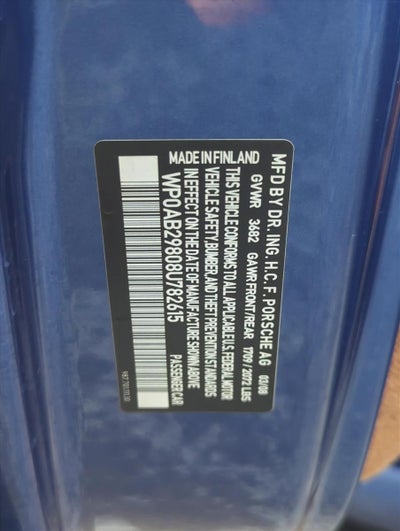 MFD BY DR. ING. H. C. F. PORSCHE AG 03/08
GVWR 3682 GAWR FRONT/REAR 1709 / 2072 LBS
MADE IN FINLAND
THIS VEHICLE CONFORMS TO ALL APPLICABLE U.S. FEDERAL MOTOR
VEHICLE SAFETY, BUMPER, AND THEFT PREVENTION STANDARDS
IN EFFECT ON THE DATE OF MANUFACTURE SHOWN ABOVE
WP0AB29808U782615 PASSENGER CAR